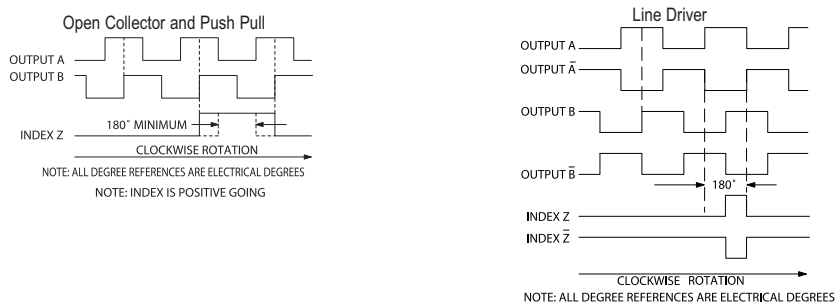 Open Collector and Push Pull
OUTPUT A
OUTPUT B
180° MINIMUM
INDEX Z
CLOCKWISE ROTATION
NOTE: ALL DEGREE REFERENCES ARE ELECTRICAL DEGREES
NOTE: INDEX IS POSITIVE GOING
Line Driver
OUTPUT A
OUTPUT A̅
OUTPUT B
OUTPUT B̅
180°
INDEX Z
INDEX Z̅
CLOCKWISE ROTATION
NOTE: ALL DEGREE REFERENCES ARE ELECTRICAL DEGREES